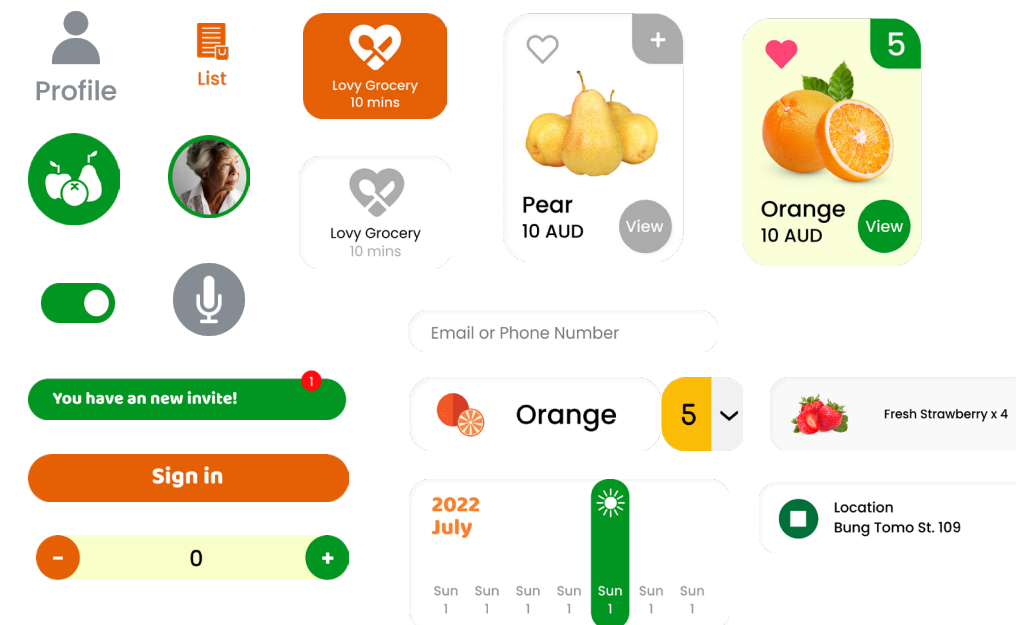 Profile
List
Lovy Grocery
10 mins
+
Pear
10 AUD
View
5
Orange
10 AUD
View
Lovy Grocery
10 mins
Email or Phone Number
You have an new invite!
1
Orange
5
Fresh Strawberry x 4
Sign in
2022
July
Sun Sun Sun Sun Sun Sun Sun
1 1 1 1 1 1 1
Location
Bung Tomo St. 109
- 0 +